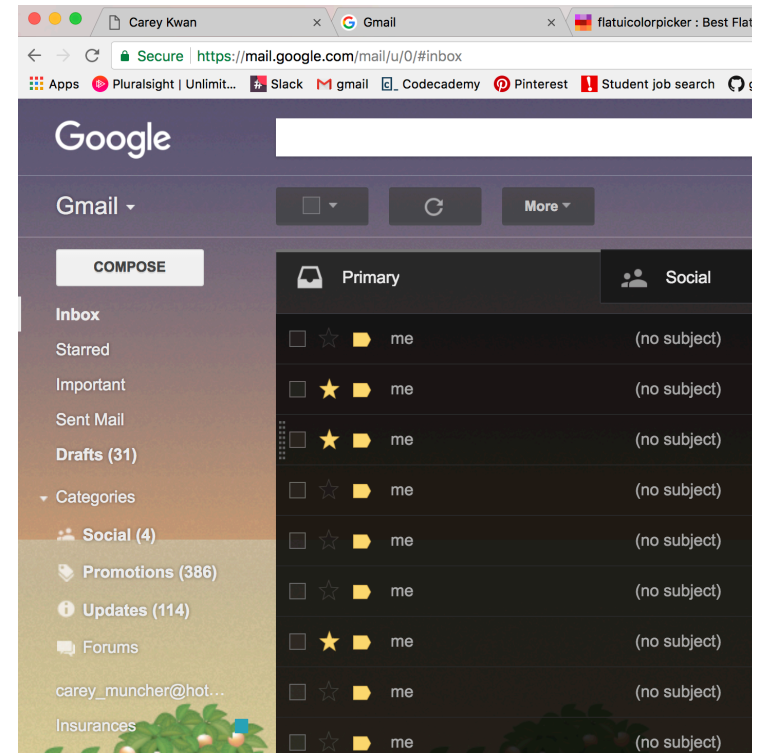 Carey Kwan
Gmail
flatuicolorpicker : Best Flat
Secure https://mail.google.com/mail/u/0/#inbox
Apps Pluralsight | Unlimit... Slack gmail Codecademy Pinterest Student job search
Google
Gmail
More
COMPOSE
Primary
Social
Inbox
Starred
Important
Sent Mail
Drafts (31)
Categories
Social (4)
Promotions (386)
Updates (114)
Forums
carey_muncher@hot...
Insurances
me (no subject)
me (no subject)
me (no subject)
me (no subject)
me (no subject)
me (no subject)
me (no subject)
me (no subject)
me (no subject)